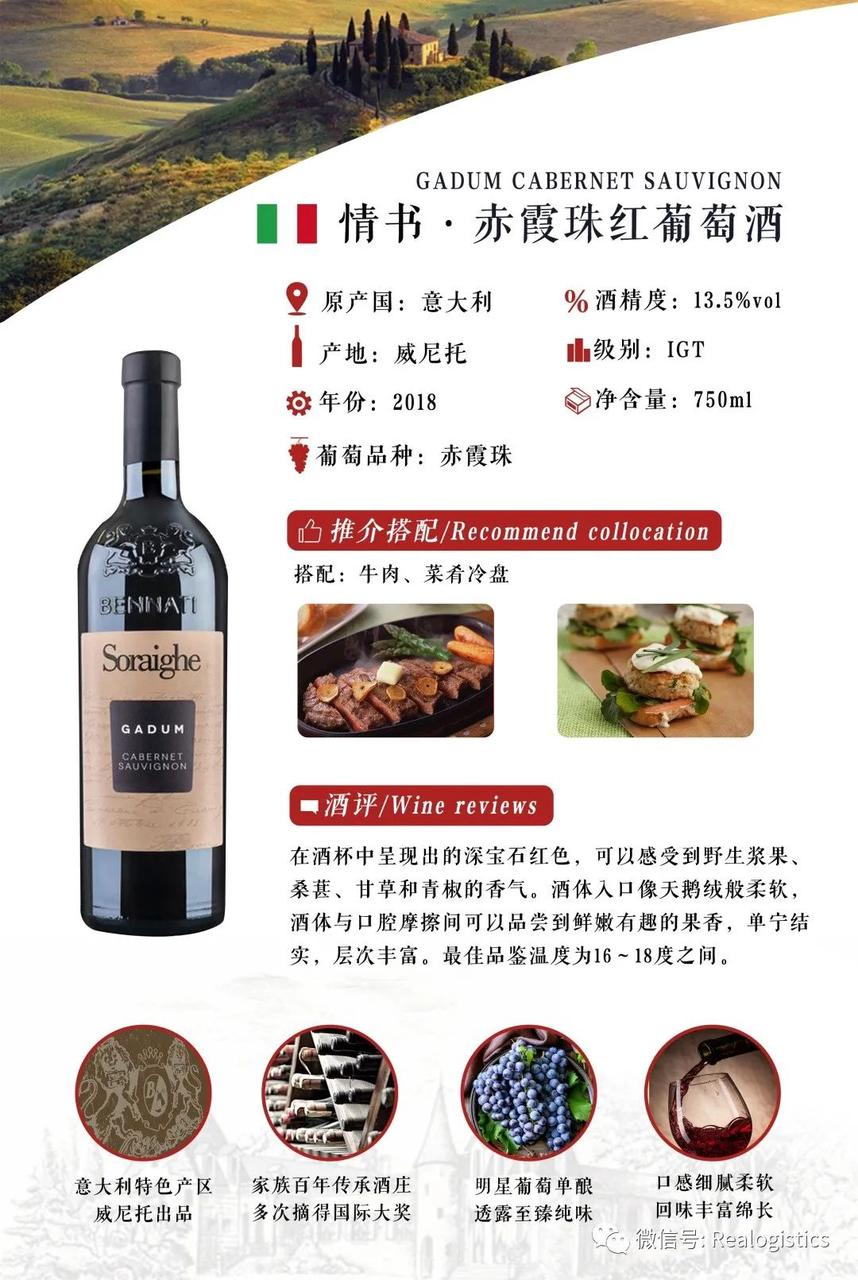 GADUM CABERNET SAUVIGNON
情书·赤霞珠红葡萄酒
原产国：意大利
% 酒精度：13.5%vol
产地：威尼托
级别：IGT
年份：2018
净含量：750ml
葡萄品种：赤霞珠
推介搭配/Recommend collocation
搭配：牛肉、菜肴冷盘
BENNATI
Soraighe
GADUM
CABERNET
SAUVIGNON
酒评/Wine reviews
在酒杯中呈现出的深宝石红色，可以感受到野生浆果、
桑葚、甘草和青椒的香气。酒体入口像天鹅绒般柔软，
酒体与口腔摩擦间可以品尝到鲜嫩有趣的果香，单宁结
实，层次丰富。最佳品鉴温度为16~18度之间。
意大利特色产区
威尼托出品
家族百年传承酒庄
多次摘得国际大奖
明星葡萄单酿
透露至臻纯味
口感细腻柔软
回味丰富绵长
微信号: Realogistics